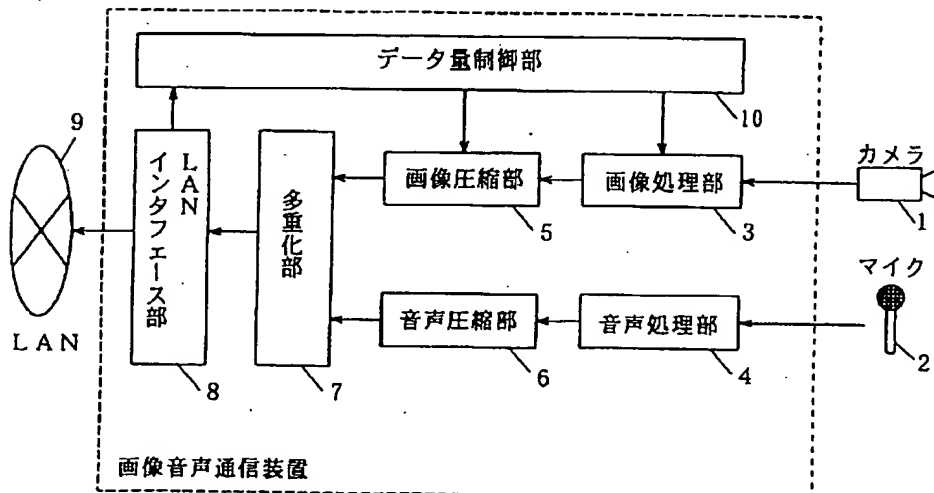 データ量制御部
10
9
LAN
インタフェース部
8
多重化部
7
画像圧縮部
5
画像処理部
3
カメラ
1
マイク
2
音声圧縮部
6
音声処理部
4
LAN
画像音声通信装置